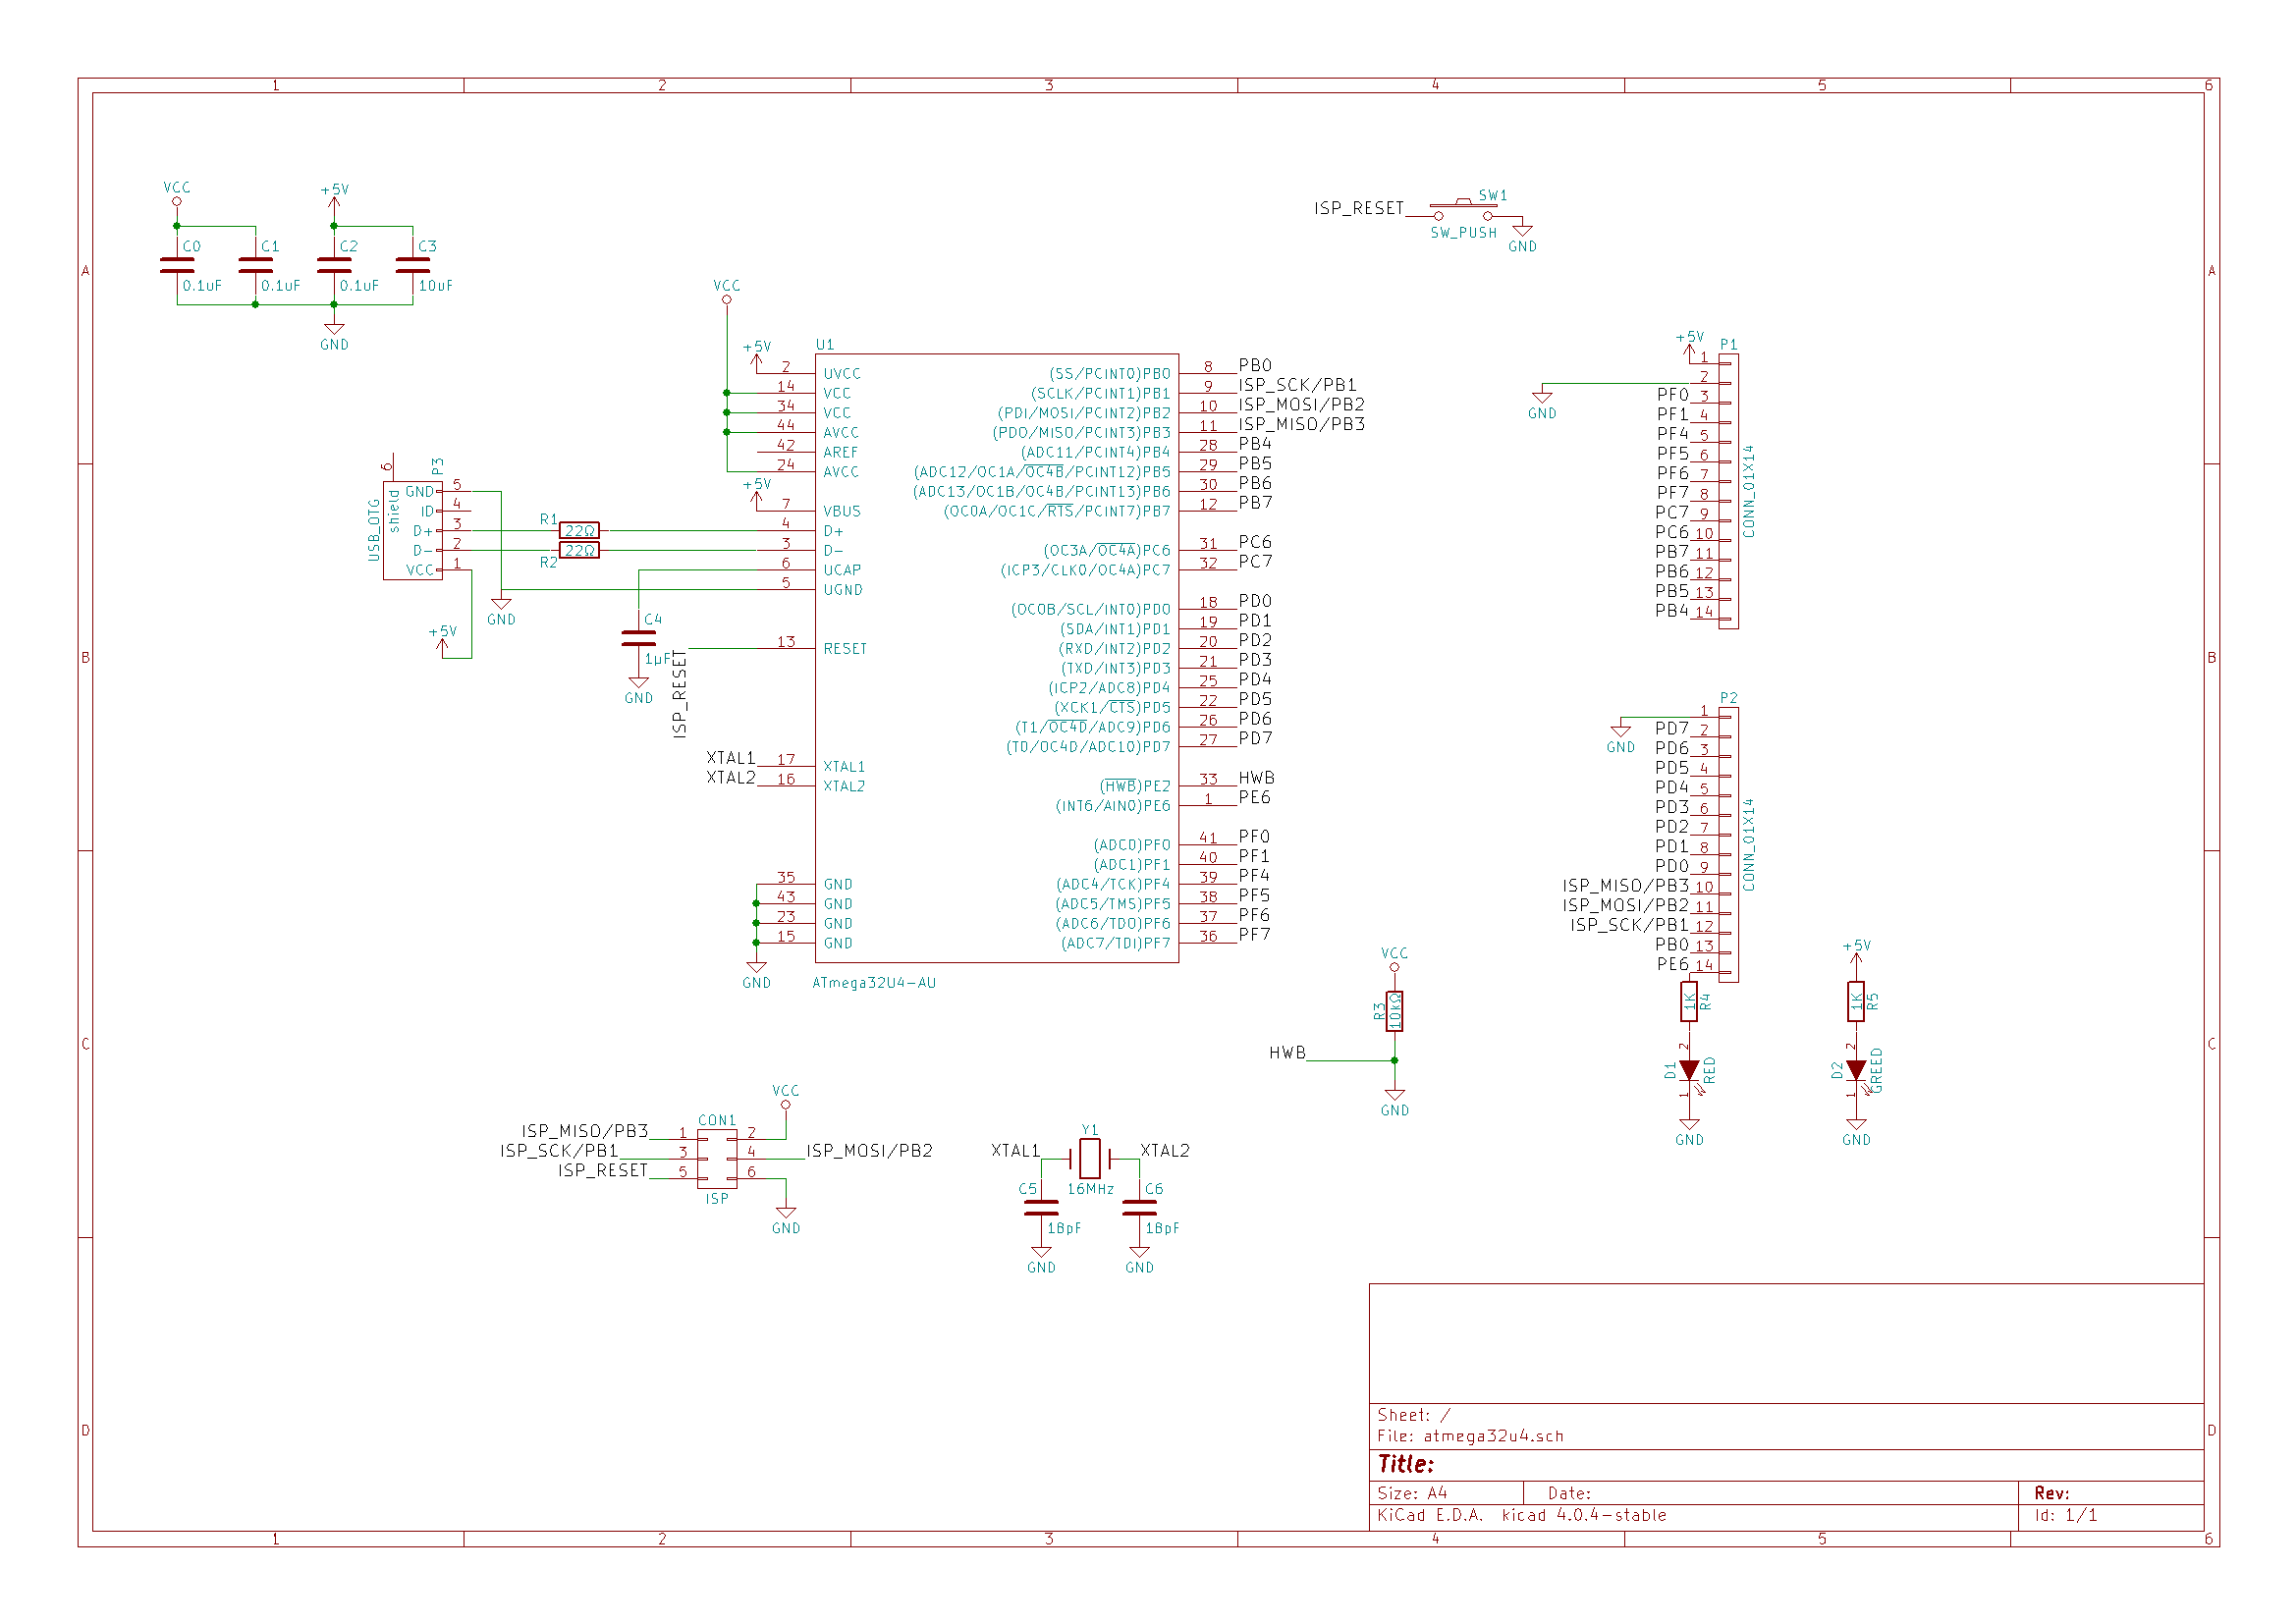 1 2 3 4 5 6
A A
B B
C C
D D
VCC
+5V
C0 C1 C2 C3
0.1uF 0.1uF 0.1uF 10uF
GND
ISP_RESET
SW1
SW_PUSH
GND
VCC
+5V
U1
2 UVCC
14 VCC
34 VCC
44 AVCC
42 AREF
24 AVCC
+5V
7 VBUS
4 D+
3 D-
6 UCAP
5 UGND
13 RESET
17 XTAL1
16 XTAL2
35 GND
43 GND
23 GND
15 GND
GND
(SS/PCINT0)PB0 8 PB0
(SCLK/PCINT1)PB1 9 ISP_SCK/PB1
(PDI/MOSI/PCINT2)PB2 10 ISP_MOSI/PB2
(PDO/MISO/PCINT3)PB3 11 ISP_MISO/PB3
(ADC11/PCINT4)PB4 28 PB4
(ADC12/OC1A/OC4B/PCINT12)PB5 29 PB5
(ADC13/OC1B/OC4B/PCINT13)PB6 30 PB6
(OC0A/OC1C/RTS/PCINT7)PB7 12 PB7
(OC3A/OC4A)PC6 31 PC6
(ICP3/CLK0/OC4A)PC7 32 PC7
(OC0B/SCL/INT0)PD0 18 PD0
(SDA/INT1)PD1 19 PD1
(RXD/INT2)PD2 20 PD2
(TXD/INT3)PD3 21 PD3
(ICP2/ADC8)PD4 25 PD4
(XCK1/CTS)PD5 22 PD5
(T1/OC4D/ADC9)PD6 26 PD6
(T0/OC4D/ADC10)PD7 27 PD7
(HWB)PE2 33 HWB
(INT6/AIN0)PE6 1 PE6
(ADC0)PF0 41 PF0
(ADC1)PF1 40 PF1
(ADC4/TCK)PF4 39 PF4
(ADC5/TMS)PF5 38 PF5
(ADC6/TDO)PF6 37 PF6
(ADC7/TDI)PF7 36 PF7
ATmega32U4-AU
P3
USB_OTG
shield 6
GND 5
ID 4
D+ 3
D- 2
VCC 1
R1
22Ω
22Ω
R2
GND
+5V
C4
1µF
GND
ISP_RESET
XTAL1
XTAL2
P1
CONN_01X14
+5V 1
GND 2
PF0 3
PF1 4
PF4 5
PF5 6
PF6 7
PF7 8
PC7 9
PC6 10
PB7 11
PB6 12
PB5 13
PB4 14
P2
CONN_01X14
GND 1
PD7 2
PD6 3
PD5 4
PD4 5
PD3 6
PD2 7
PD1 8
PD0 9
ISP_MISO/PB3 10
ISP_MOSI/PB2 11
ISP_SCK/PB1 12
PB0 13
PE6 14
1K R4
2
D1 RED
1
GND
+5V
1K R5
2
D2 GREED
1
GND
VCC
R3 10kΩ
HWB
GND
VCC
CON1
ISP_MISO/PB3 1 2
ISP_SCK/PB1 3 4 ISP_MOSI/PB2
ISP_RESET 5 6
ISP
GND
Y1
XTAL1 XTAL2
C5 16MHz C6
18pF 18pF
GND GND
Sheet: /
File: atmega32u4.sch
Title:
Size: A4 Date: Rev:
KiCad E.D.A. kicad 4.0.4-stable Id: 1/1
1 2 3 4 5 6